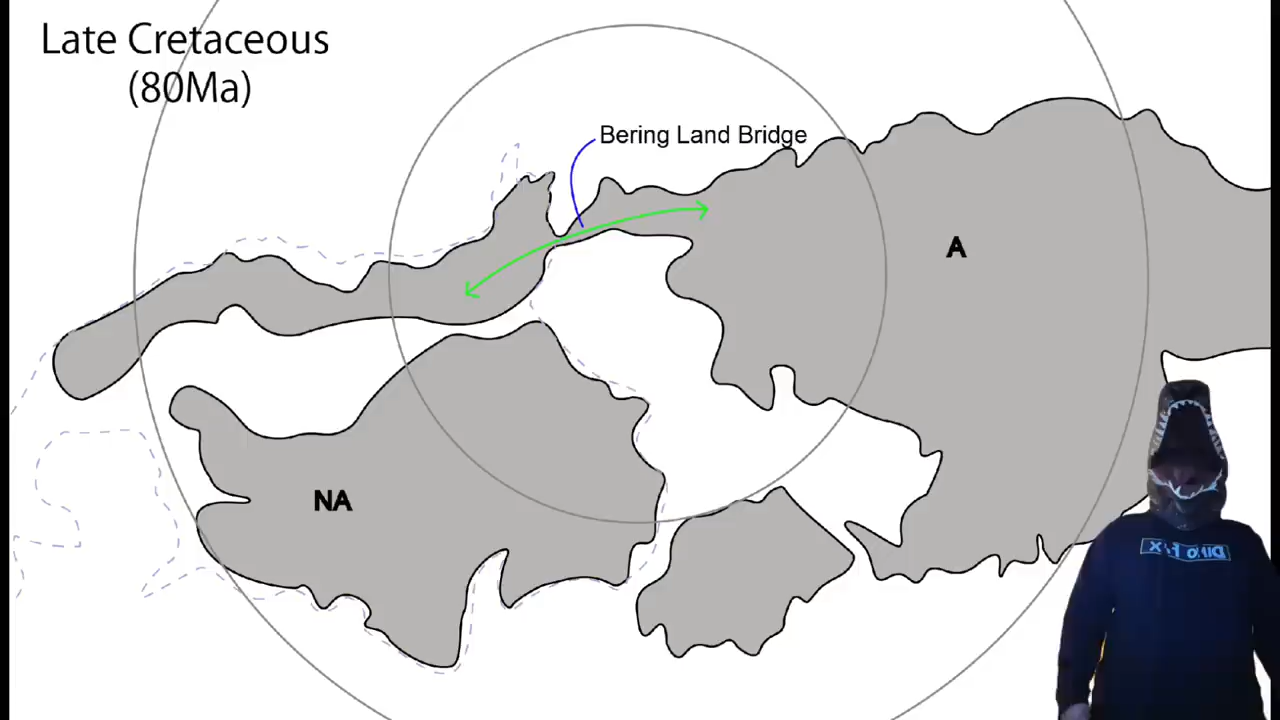 Late Cretaceous
(80Ma)
Bering Land Bridge
A
NA